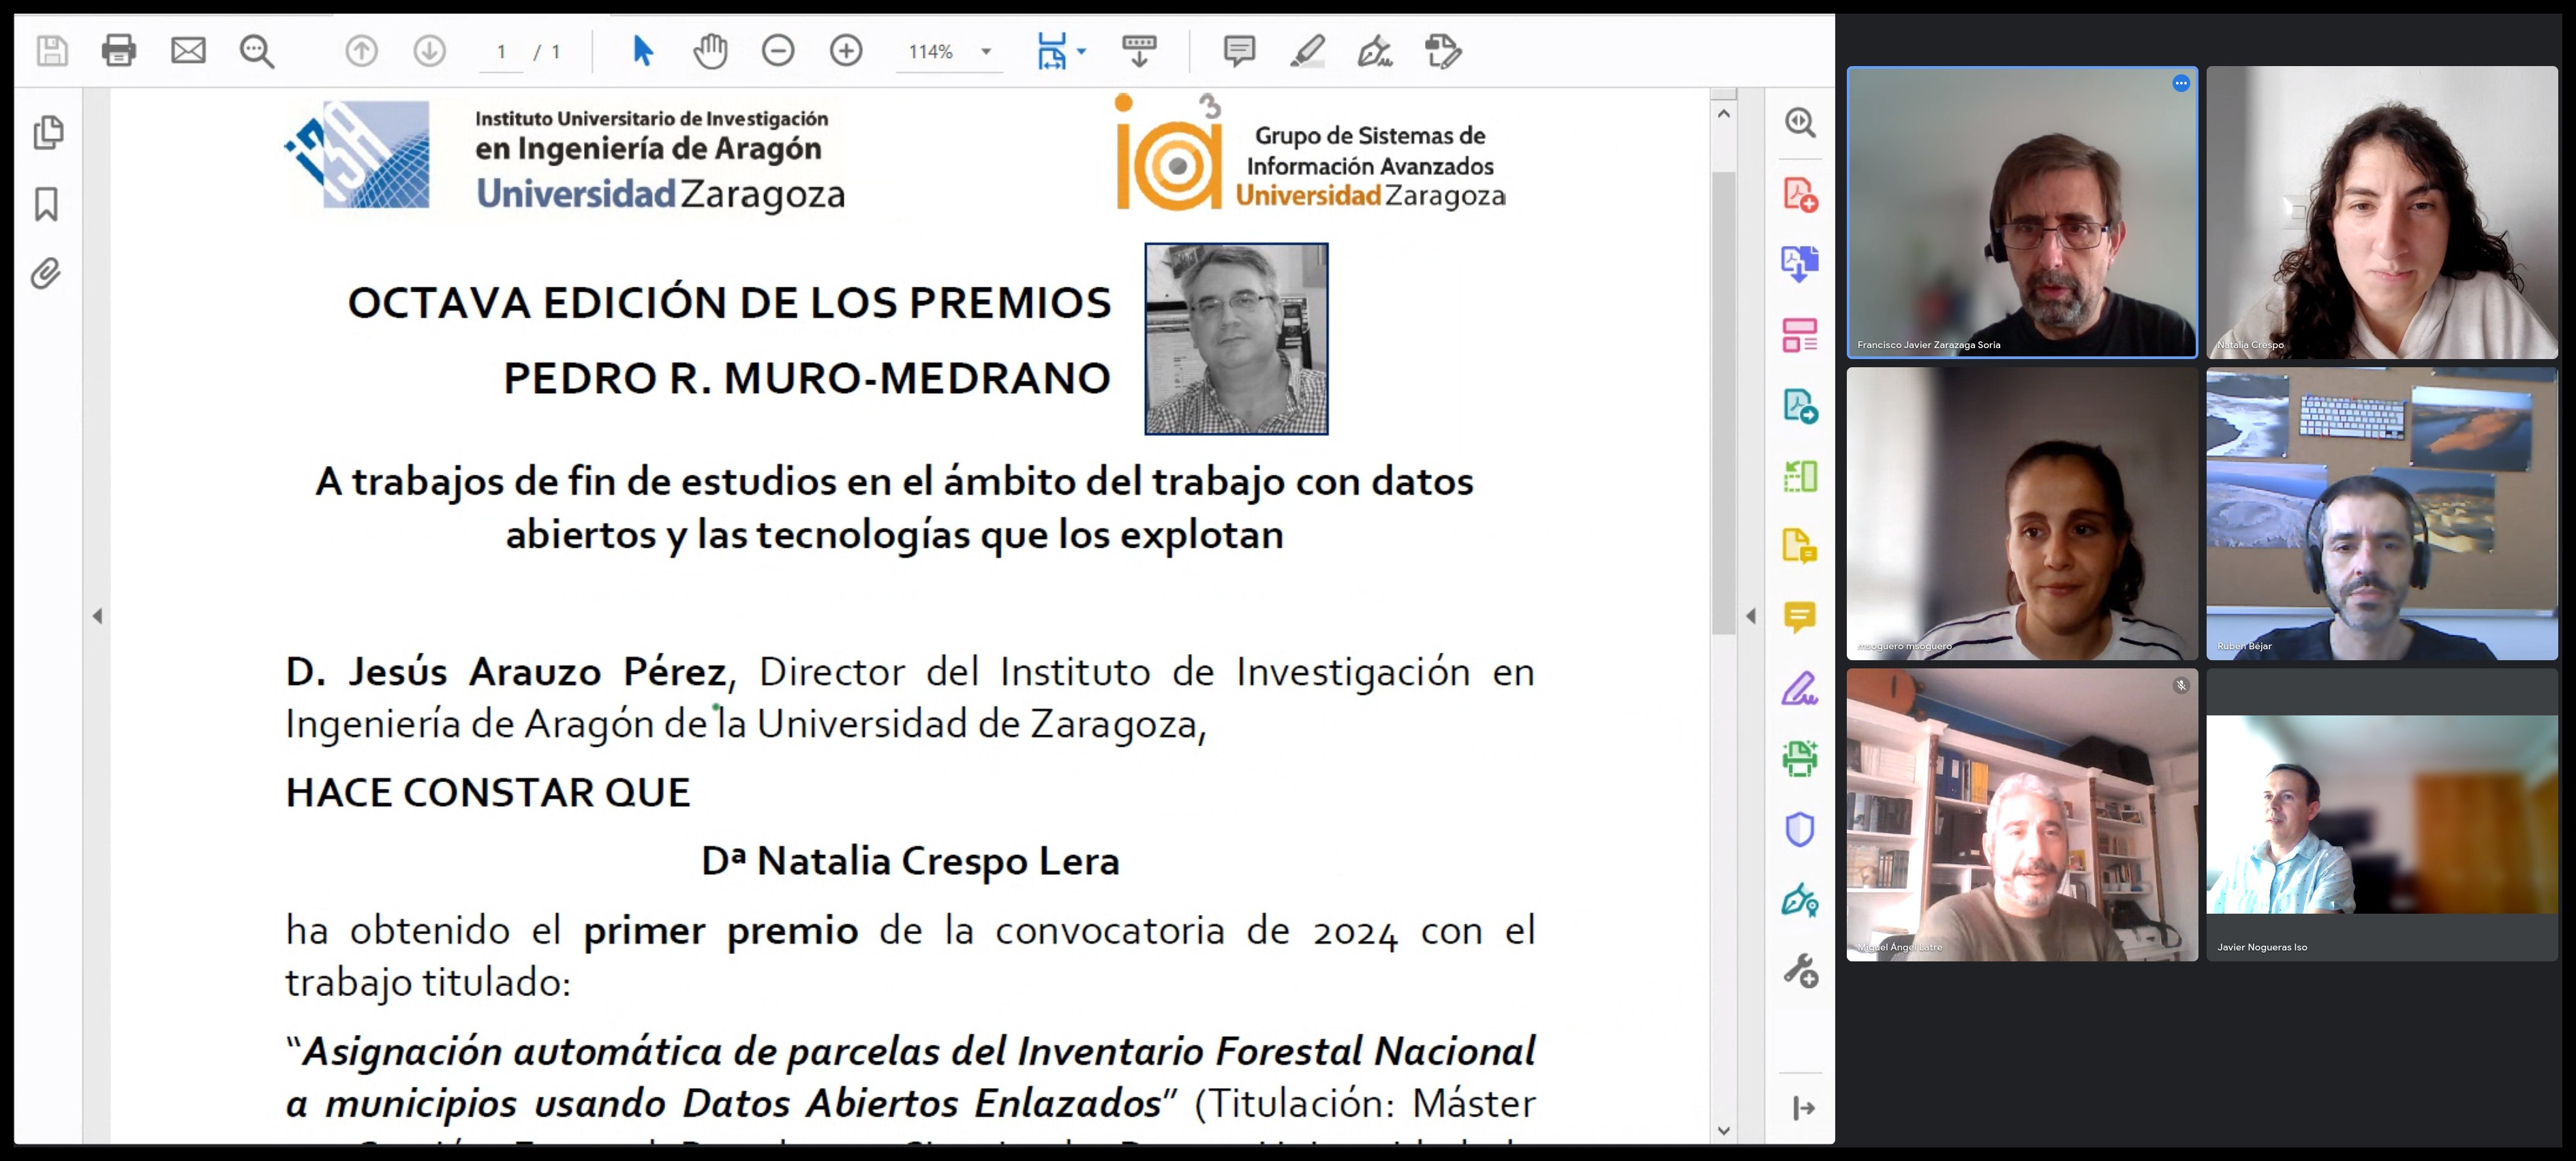 1 / 1
114%
i3A
Instituto Universitario de Investigación
en Ingeniería de Aragón
Universidad Zaragoza
ia3
Grupo de Sistemas de
Información Avanzados
Universidad Zaragoza
OCTAVA EDICIÓN DE LOS PREMIOS
PEDRO R. MURO-MEDRANO
A trabajos de fin de estudios en el ámbito del trabajo con datos
abiertos y las tecnologías que los explotan
D. Jesús Arauzo Pérez, Director del Instituto de Investigación en
Ingeniería de Aragón de la Universidad de Zaragoza,
HACE CONSTAR QUE
Dª Natalia Crespo Lera
ha obtenido el primer premio de la convocatoria de 2024 con el
trabajo titulado:
“Asignación automática de parcelas del Inventario Forestal Nacional
a municipios usando Datos Abiertos Enlazados” (Titulación: Máster
Francisco Javier Zarazaga Soria
Natalia Crespo
msoguero msoguero
Rubén Béjar
Miguel Ángel Latre
Javier Nogueras Iso